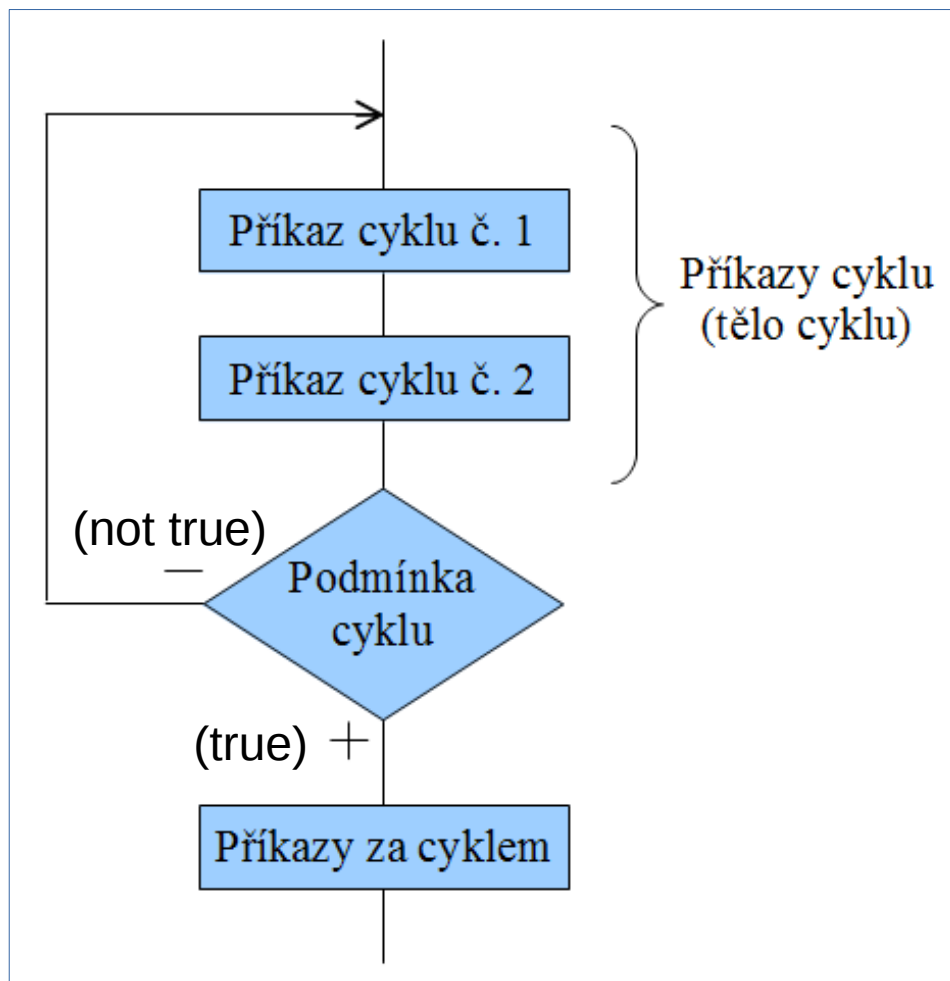 Příkaz cyklu č. 1
Příkazy cyklu
(tělo cyklu)
Příkaz cyklu č. 2
(not true)
—
Podmínka
cyklu
(true) +
Příkazy za cyklem